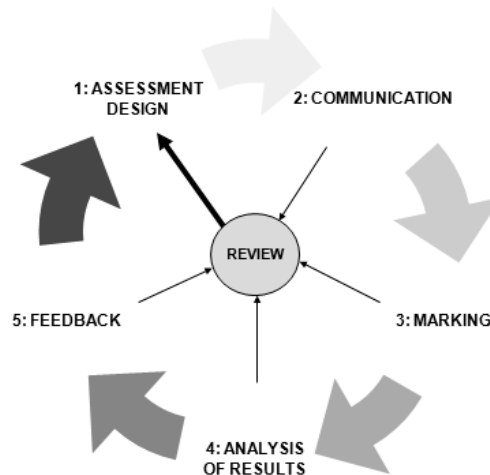 1: ASSESSMENT
DESIGN
2: COMMUNICATION
REVIEW
5: FEEDBACK
3: MARKING
4: ANALYSIS
OF RESULTS